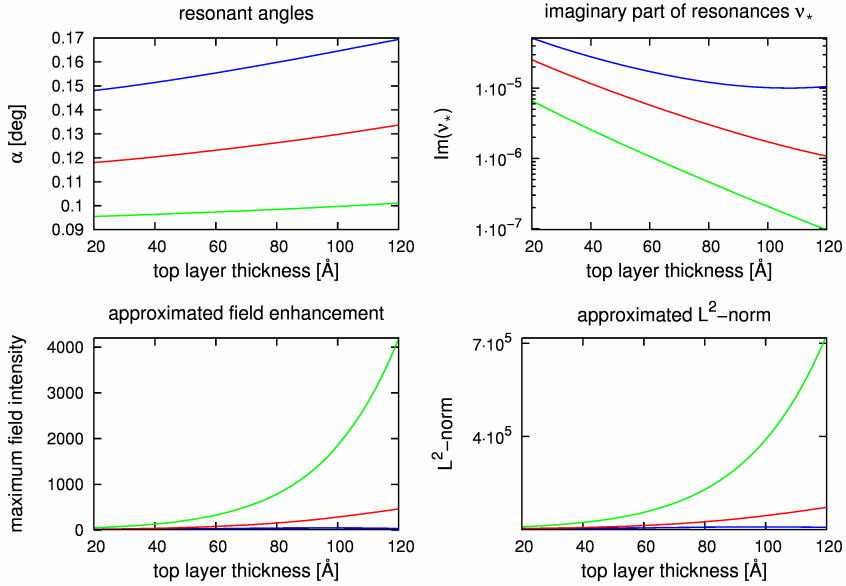 resonant angles
0.17
0.16
0.15
0.14
0.13
0.12
0.11
0.1
0.09
α [deg]
20 40 60 80 100 120
top layer thickness [Å]
imaginary part of resonances ν⋆
1·10⁻⁵
1·10⁻⁶
1·10⁻⁷
Im(ν⋆)
20 40 60 80 100 120
top layer thickness [Å]
approximated field enhancement
4000
3000
2000
1000
0
maximum field intensity
20 40 60 80 100 120
top layer thickness [Å]
approximated L²−norm
7·10⁵
4·10⁵
L²−norm
20 40 60 80 100 120
top layer thickness [Å]